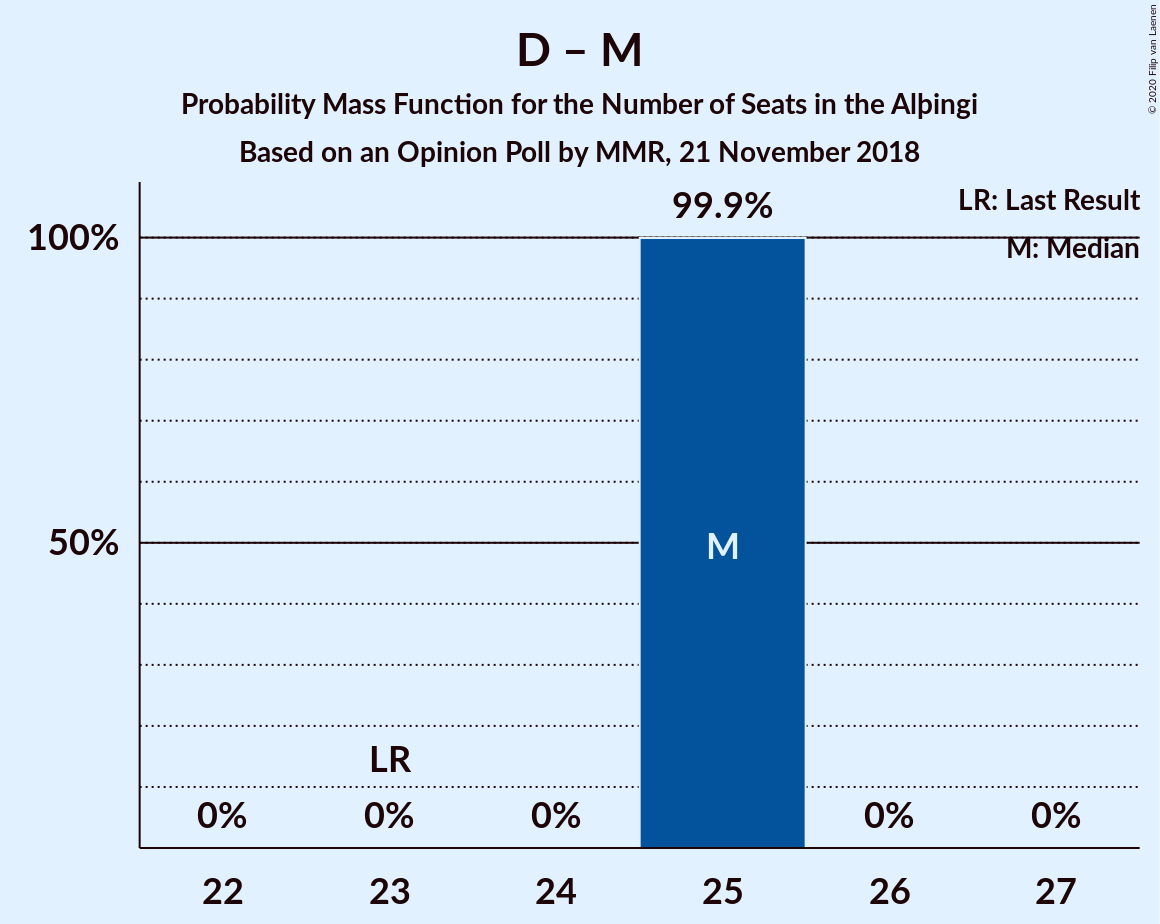 D – M
Probability Mass Function for the Number of Seats in the Alþingi
Based on an Opinion Poll by MMR, 21 November 2018
© 2020 Filip van Laenen
LR: Last Result
M: Median
99.9%
100%
50%
M
LR
0%
0%
0%
0%
0%
22
23
24
25
26
27